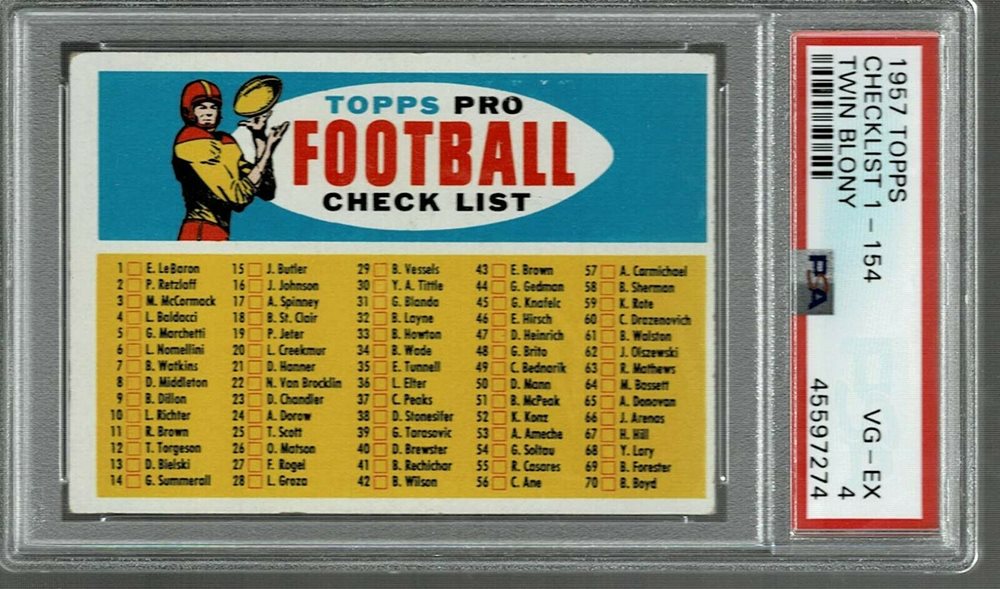 TOPPS PRO
FOOTBALL
CHECK LIST
1 E. LeBaron
2 P. Retzlaff
3 M. McCormack
4 L. Baldacci
5 G. Marchetti
6 L. Nomellini
7 B. Watkins
8 D. Middleton
9 B. Dillon
10 L. Richter
11 R. Brown
12 T. Torgeson
13 D. Bielski
14 G. Summerall
15 J. Butler
16 J. Johnson
17 A. Spinney
18 B. St. Clair
19 P. Jeter
20 L. Creekmur
21 D. Hanner
22 N. Van Brocklin
23 D. Chandler
24 A. Dorow
25 T. Scott
26 O. Matson
27 F. Rogel
28 L. Groza
29 B. Vessels
30 Y. A. Tittle
31 G. Blanda
32 B. Layne
33 B. Howton
34 B. Wade
35 E. Tunnell
36 L. Elter
37 C. Peaks
38 D. Stonesifer
39 G. Tarasovic
40 D. Brewster
41 B. Rechichar
42 B. Wilson
43 E. Brown
44 G. Gedman
45 G. Knafelc
46 E. Hirsch
47 D. Heinrich
48 G. Brito
49 C. Bednarik
50 D. Mann
51 B. McPeak
52 K. Konz
53 A. Ameche
54 G. Soltau
55 R. Casares
56 C. Ane
57 A. Carmichael
58 B. Sherman
59 K. Rote
60 C. Drazenovich
61 B. Walston
62 J. Olszewski
63 R. Mathews
64 M. Bassett
65 A. Donovan
66 J. Arenas
67 H. Hill
68 Y. Lary
69 B. Forester
70 B. Boyd
1957 TOPPS
CHECKLIST 1-154 VG-EX
TWIN BLONY 4
45597274
PSA